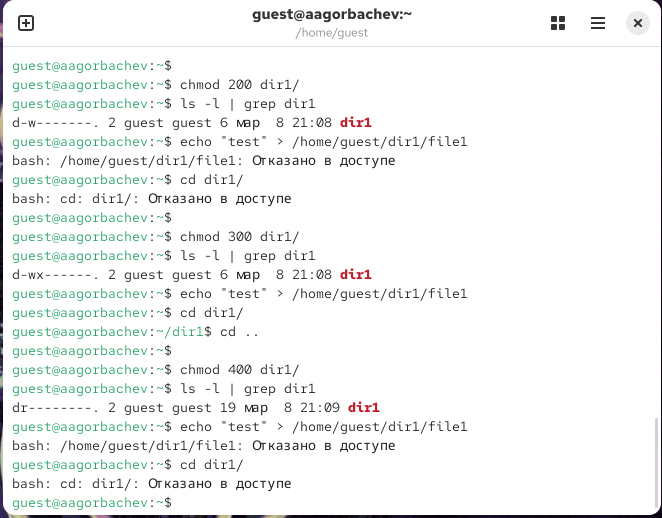 guest@aagorbachev:~
/home/guest
guest@aagorbachev:~$
guest@aagorbachev:~$ chmod 200 dir1/
guest@aagorbachev:~$ ls -l | grep dir1
d-w-------. 2 guest guest 6 мар  8 21:08 dir1
guest@aagorbachev:~$ echo "test" > /home/guest/dir1/file1
bash: /home/guest/dir1/file1: Отказано в доступе
guest@aagorbachev:~$ cd dir1/
bash: cd: dir1/: Отказано в доступе
guest@aagorbachev:~$
guest@aagorbachev:~$ chmod 300 dir1/
guest@aagorbachev:~$ ls -l | grep dir1
d-wx------. 2 guest guest 6 мар  8 21:08 dir1
guest@aagorbachev:~$ echo "test" > /home/guest/dir1/file1
guest@aagorbachev:~$ cd dir1/
guest@aagorbachev:~/dir1$ cd ..
guest@aagorbachev:~$
guest@aagorbachev:~$ chmod 400 dir1/
guest@aagorbachev:~$ ls -l | grep dir1
dr--------. 2 guest guest 19 мар  8 21:09 dir1
guest@aagorbachev:~$ echo "test" > /home/guest/dir1/file1
bash: /home/guest/dir1/file1: Отказано в доступе
guest@aagorbachev:~$ cd dir1/
bash: cd: dir1/: Отказано в доступе
guest@aagorbachev:~$